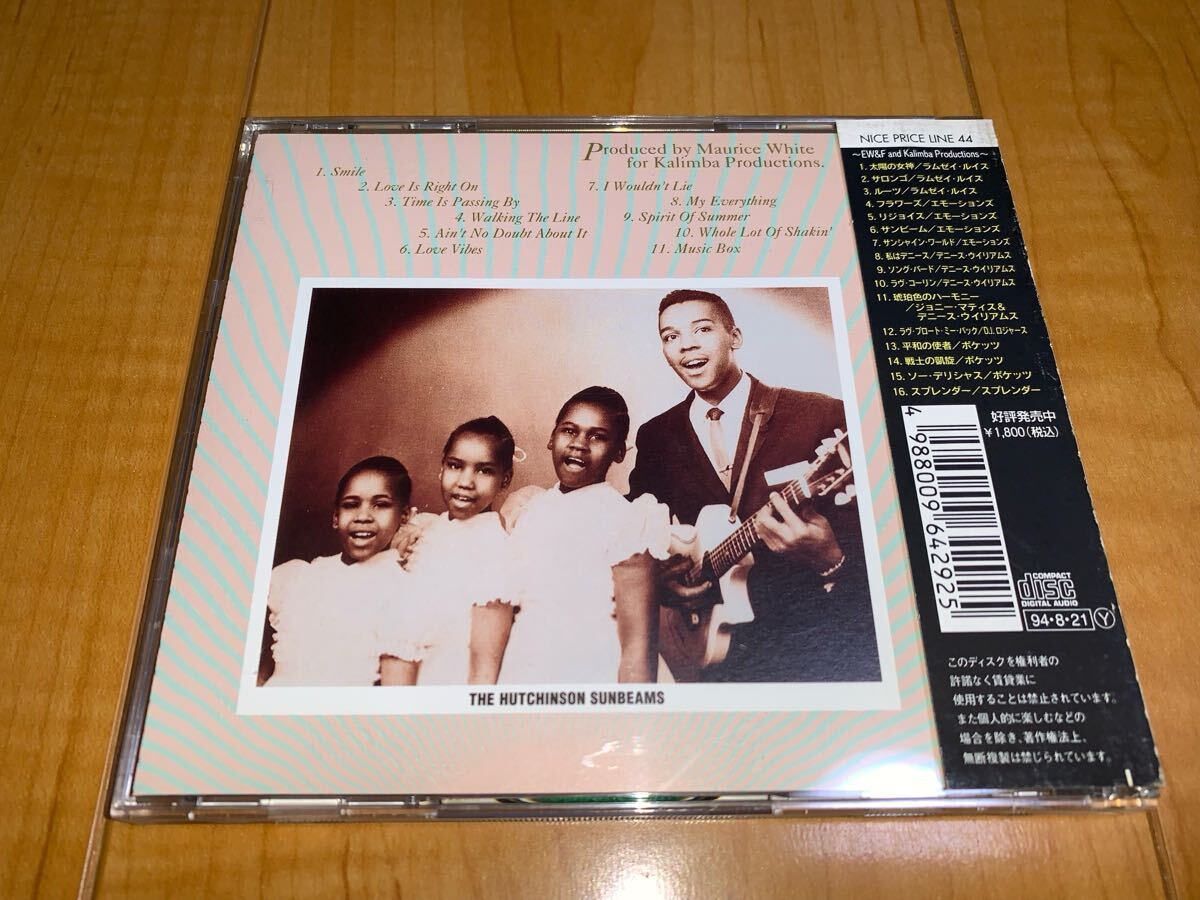 Produced by Maurice White
for Kalimba Productions.
1. Smile
2. Love Is Right On
3. Time Is Passing By
4. Walking The Line
5. Ain't No Doubt About It
6. Love Vibes
7. I Wouldn't Lie
8. My Everything
9. Spirit Of Summer
10. Whole Lot Of Shakin'
11. Music Box
THE HUTCHINSON SUNBEAMS
NICE PRICE LINE 44
～EW&F and Kalimba Productions～
1. 太陽の女神／ラムゼイ・ルイス
2. サロンゴ／ラムゼイ・ルイス
3. ルーツ／ラムゼイ・ルイス
4. フラワーズ／エモーションズ
5. リジョイス／エモーションズ
6. サンビーム／エモーションズ
7. サンシャイン・ワールド／エモーションズ
8. 私はデニース／デニース・ウイリアムス
9. ソング・バード／デニース・ウイリアムス
10. ラヴ・コーリン／デニース・ウイリアムス
11. 琥珀色のハーモニー
／ジョニー・マティス&
デニース・ウイリアムス
12. ラヴ・ブロート・ミー・バック／D.J. ロジャース
13. 平和の使者／ポケッツ
14. 戦士の凱旋／ポケッツ
15. ソー・デリシャス／ポケッツ
16. スプレンダー／スプレンダー
好評発売中
¥1,800(税込)
4 988009 642925
COMPACT
disc
DIGITAL AUDIO
94・8・21 Y
このディスクを権利者の
許諾なく賃貸業に
使用することは禁止されています。
また個人的に楽しむなどの
場合を除き、著作権法上、
無断複製は禁じられています。